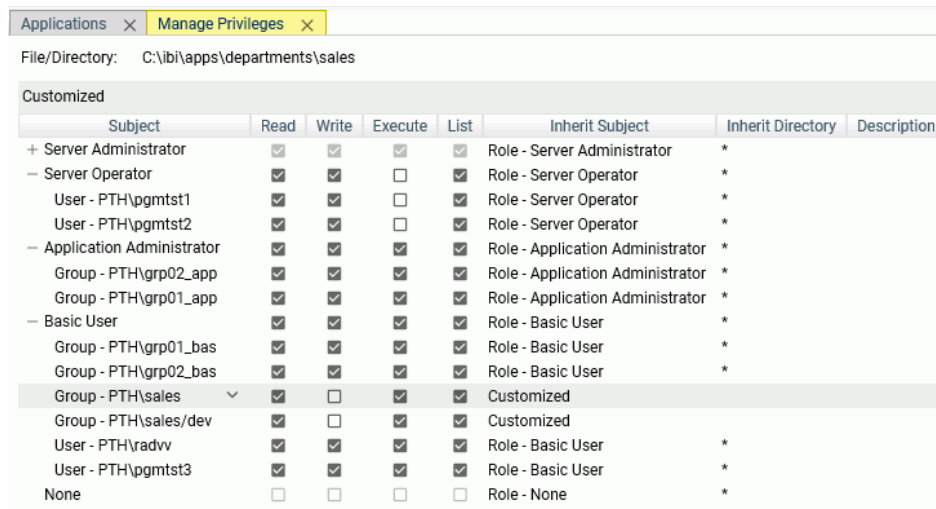 Applications × Manage Privileges ×
File/Directory: C:\ibi\apps\departments\sales
Customized
Subject Read Write Execute List Inherit Subject Inherit Directory Description
+ Server Administrator Role - Server Administrator *
− Server Operator Role - Server Operator *
User - PTH\pgmtst1 Role - Server Operator *
User - PTH\pgmtst2 Role - Server Operator *
− Application Administrator Role - Application Administrator *
Group - PTH\grp02_app Role - Application Administrator *
Group - PTH\grp01_app Role - Application Administrator *
− Basic User Role - Basic User *
Group - PTH\grp01_bas Role - Basic User *
Group - PTH\grp02_bas Role - Basic User *
Group - PTH\sales Customized
Group - PTH\sales/dev Customized
User - PTH\radvv Role - Basic User *
User - PTH\pgmtst3 Role - Basic User *
None Role - None *